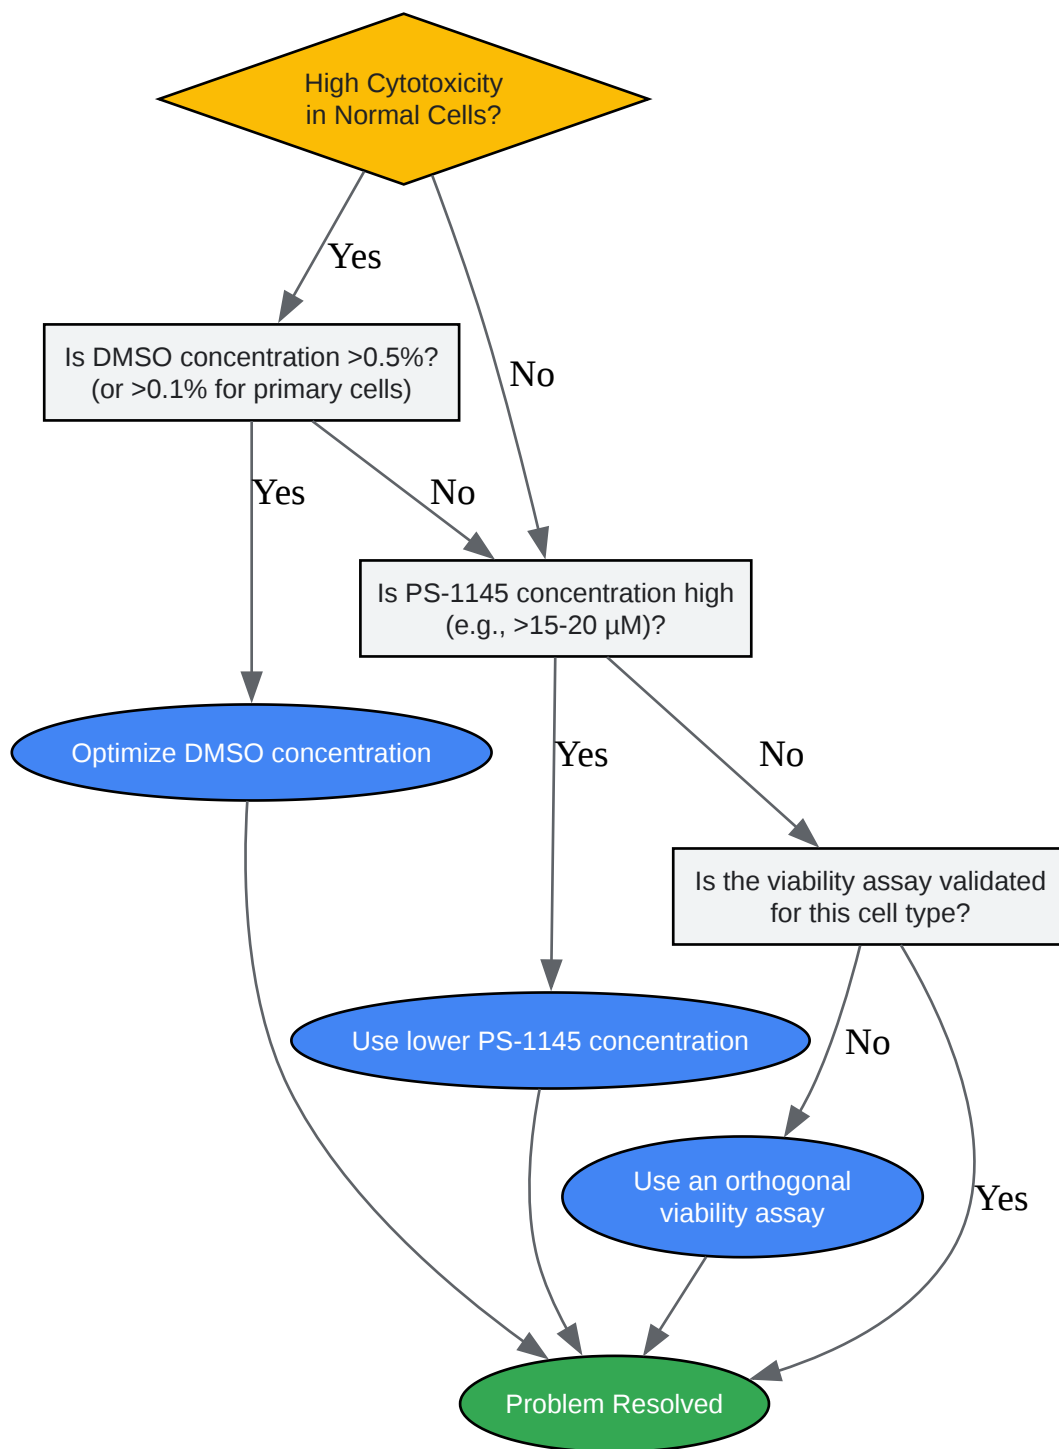 High Cytotoxicity
in Normal Cells?
Yes
No
Is DMSO concentration >0.5%?
(or >0.1% for primary cells)
Yes
No
Is PS-1145 concentration high
(e.g., >15-20 µM)?
Optimize DMSO concentration
Yes
No
Is the viability assay validated
for this cell type?
Use lower PS-1145 concentration
No
Use an orthogonal
viability assay
Yes
Problem Resolved